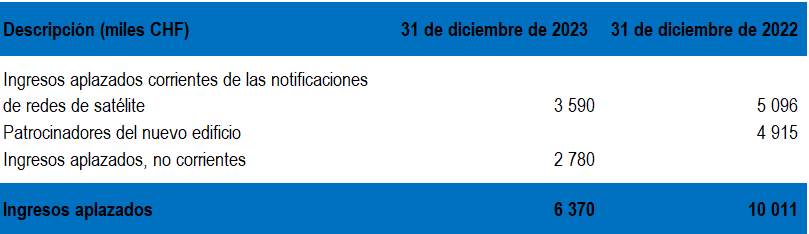 Descripción (miles CHF) 31 de diciembre de 2023 31 de diciembre de 2022
Ingresos aplazados corrientes de las notificaciones
de redes de satélite 3 590 5 096
Patrocinadores del nuevo edificio 4 915
Ingresos aplazados, no corrientes 2 780
Ingresos aplazados 6 370 10 011